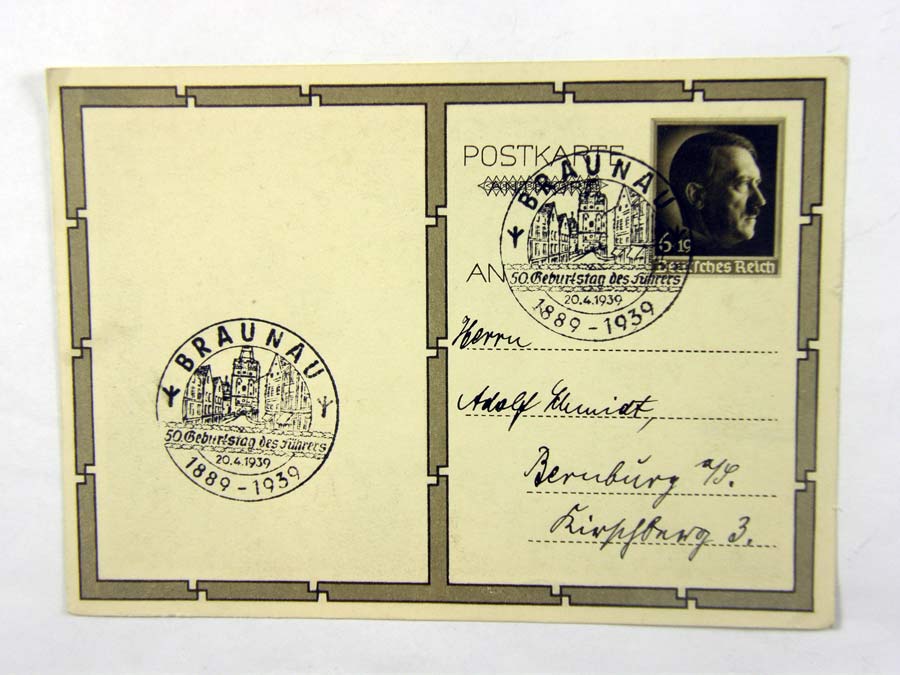 POSTKARTE
BRAUNAU
50. Geburtstag des Führers
20.4.1939
1889 - 1939
6+19
Deutsches Reich
AN
Herrn
Adolf Schmidt,
Bernburg a/S.
Kirschberg 3.
BRAUNAU
50. Geburtstag des Führers
20.4.1939
1889 - 1939